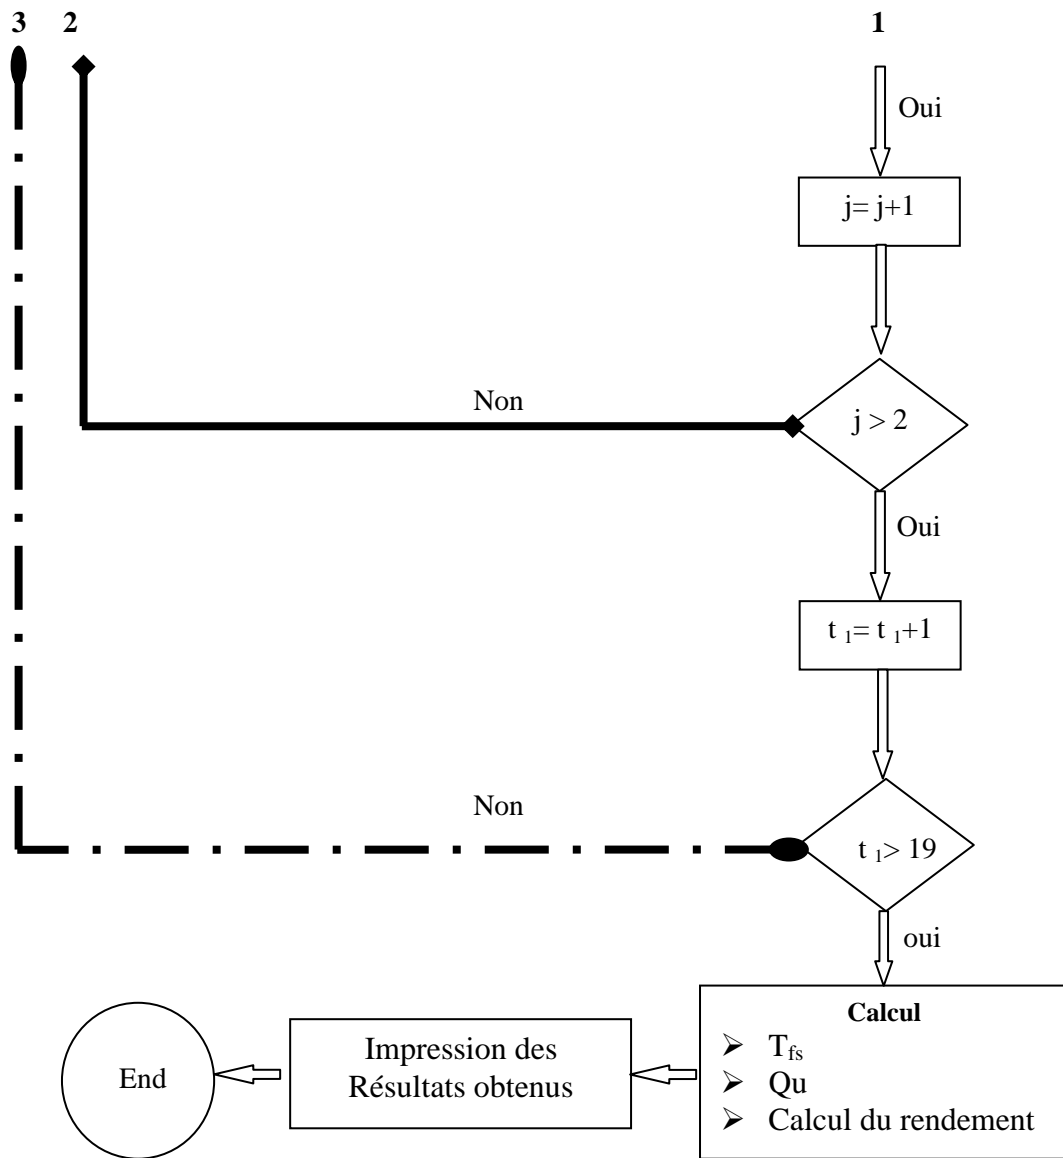 3 2 1
Oui
j= j+1
Non
j > 2
Oui
t ₁= t ₁+1
Non
t ₁> 19
oui
Calcul
➢ T_fs
➢ Qu
➢ Calcul du rendement
Impression des
Résultats obtenus
End